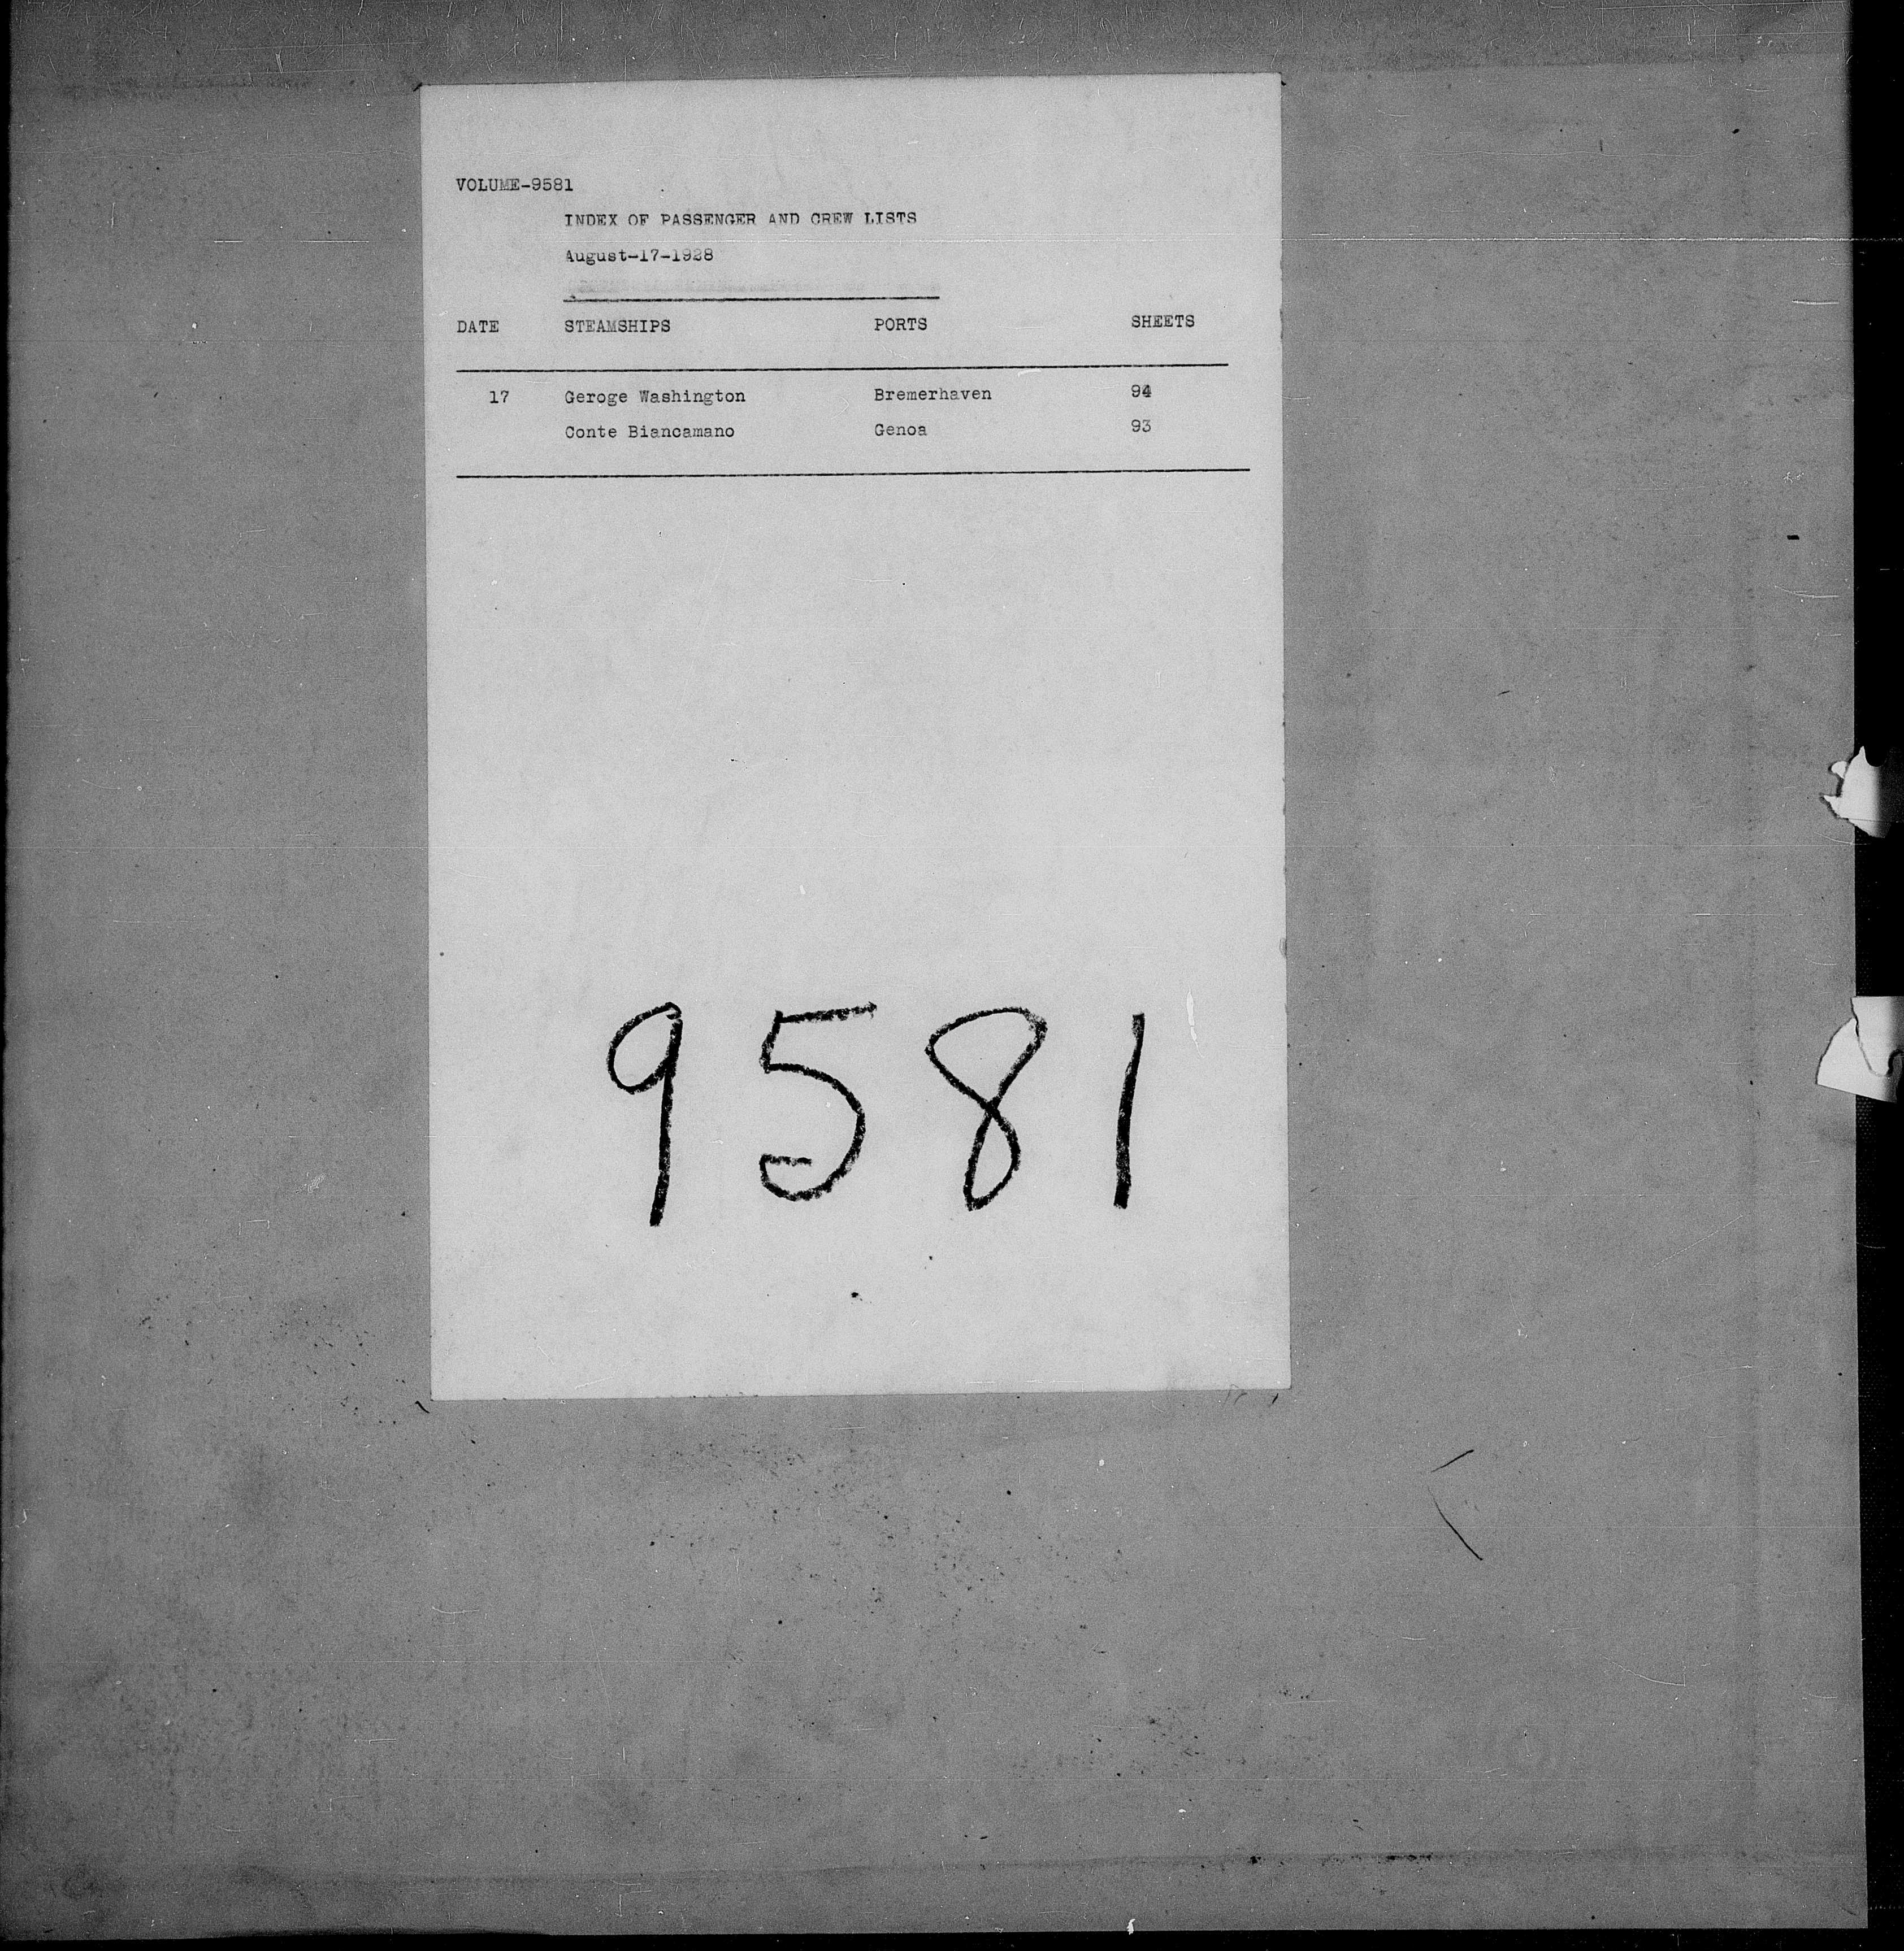 VOLUME-9581
INDEX OF PASSENGER AND CREW LISTS
August-17-1928
DATE STEAMSHIPS PORTS SHEETS
17 Geroge Washington Bremerhaven 94
Conte Biancamano Genoa 93
9581